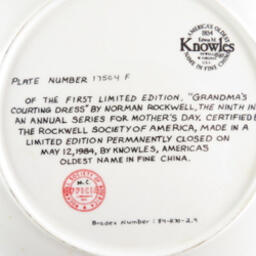 AMERICA'S OLDEST
1854
Edwin M.
Knowles
NAME IN FINE CHINA
PLATE NUMBER 17504 F
OF THE FIRST LIMITED EDITION, "GRANDMA'S
COURTING DRESS" BY NORMAN ROCKWELL, THE NINTH IN
AN ANNUAL SERIES FOR MOTHER'S DAY. CERTIFIED
THE ROCKWELL SOCIETY OF AMERICA, MADE IN A
LIMITED EDITION PERMANENTLY CLOSED ON
MAY 12, 1984, BY KNOWLES, AMERICA'S
OLDEST NAME IN FINE CHINA.
SOCIETY
M.C.
OFFICIAL
Bradex Number: 84-K41-2.9